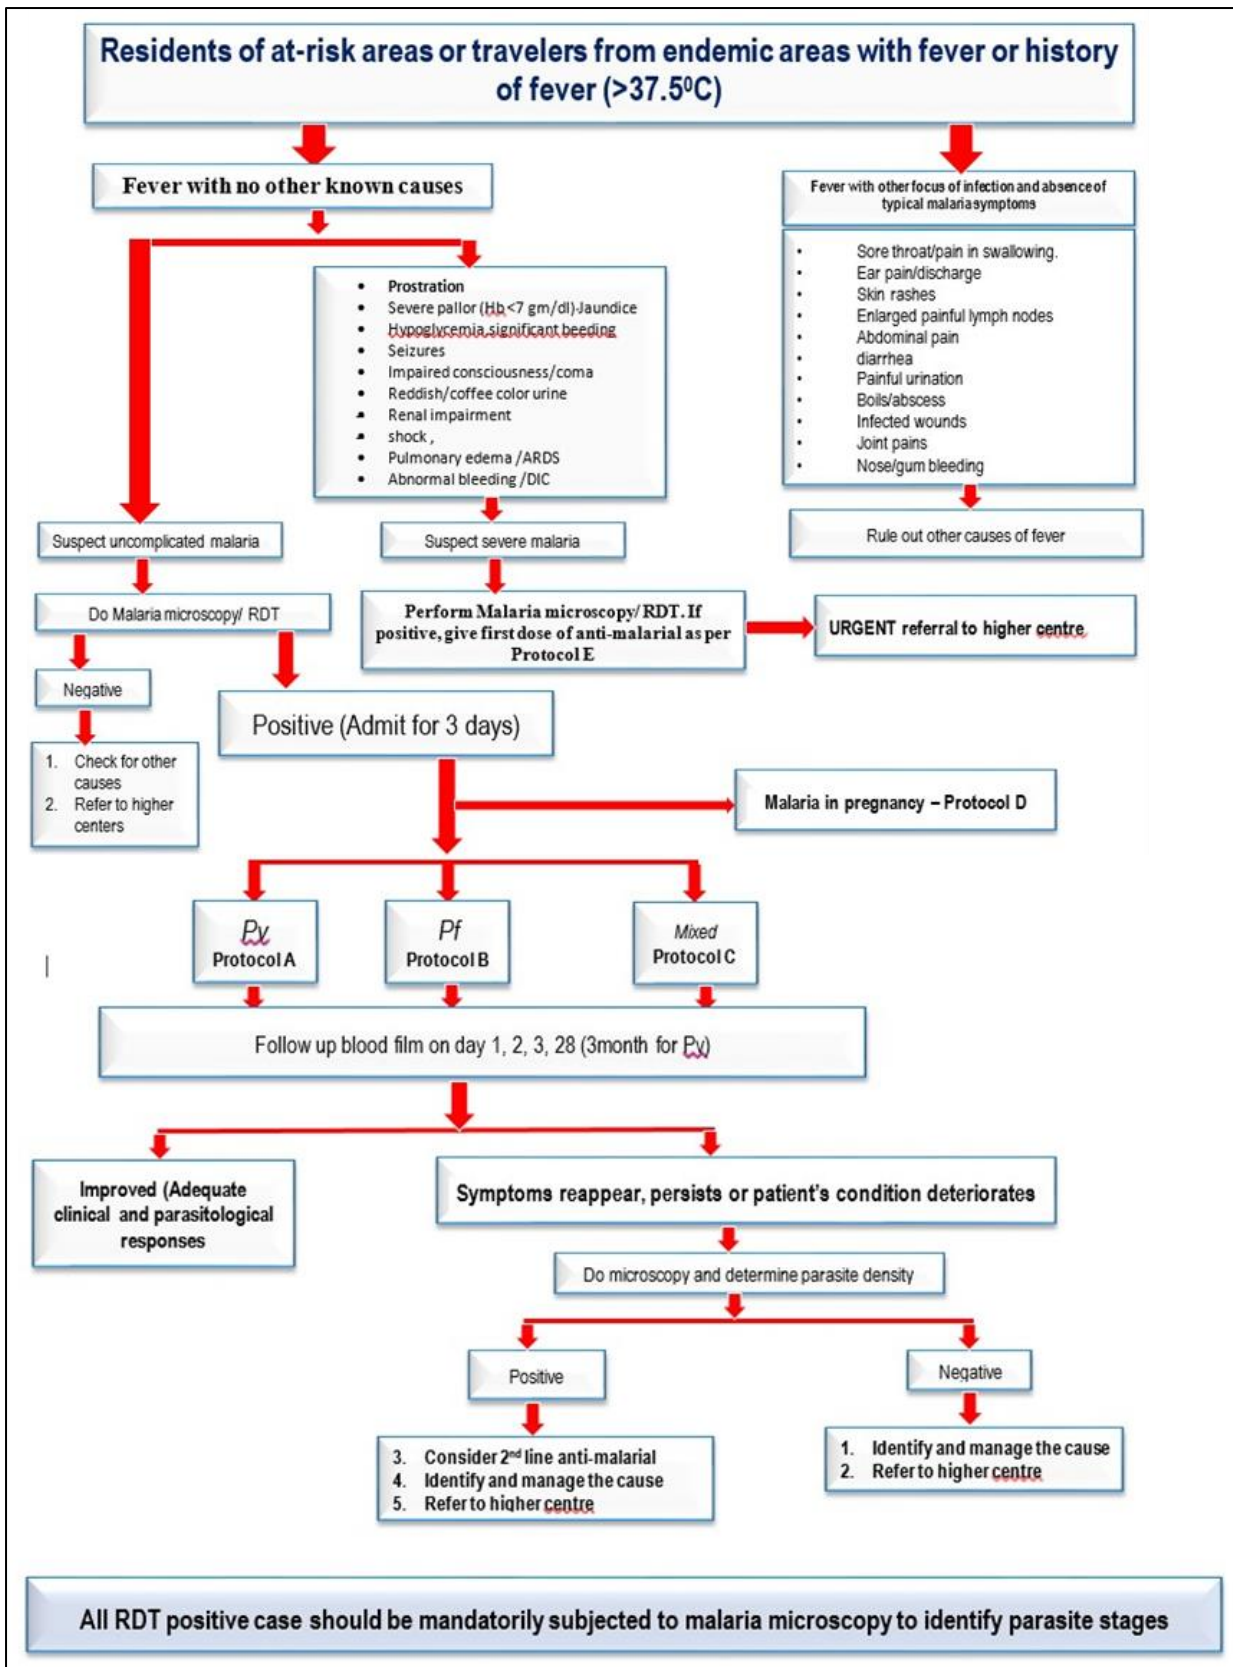 Residents of at-risk areas or travelers from endemic areas with fever or history
of fever (>37.5⁰C)
Fever with no other known causes
Fever with other focus of infection and absence of
typical malaria symptoms
• Prostration
• Severe pallor (Hb <7 gm/dl)-Jaundice
• Hypoglycemia,significant beeding
• Seizures
• Impaired consciousness/coma
• Reddish/coffee color urine
• Renal impairment
• shock ,
• Pulmonary edema /ARDS
• Abnormal bleeding /DIC
• Sore throat/pain in swallowing.
• Ear pain/discharge
• Skin rashes
• Enlarged painful lymph nodes
• Abdominal pain
• diarrhea
• Painful urination
• Boils/abscess
• Infected wounds
• Joint pains
• Nose/gum bleeding
Suspect uncomplicated malaria
Suspect severe malaria
Rule out other causes of fever
Do Malaria microscopy/ RDT
Perform Malaria microscopy/ RDT. If
positive, give first dose of anti-malarial as per
Protocol E
URGENT referral to higher centre
Negative
Positive (Admit for 3 days)
1. Check for other
causes
2. Refer to higher
centers
Malaria in pregnancy – Protocol D
Pv
Protocol A
Pf
Protocol B
Mixed
Protocol C
Follow up blood film on day 1, 2, 3, 28 (3month for Pv)
Improved (Adequate
clinical and parasitological
responses
Symptoms reappear, persists or patient's condition deteriorates
Do microscopy and determine parasite density
Positive
Negative
3. Consider 2nd line anti-malarial
4. Identify and manage the cause
5. Refer to higher centre
1. Identify and manage the cause
2. Refer to higher centre
All RDT positive case should be mandatorily subjected to malaria microscopy to identify parasite stages